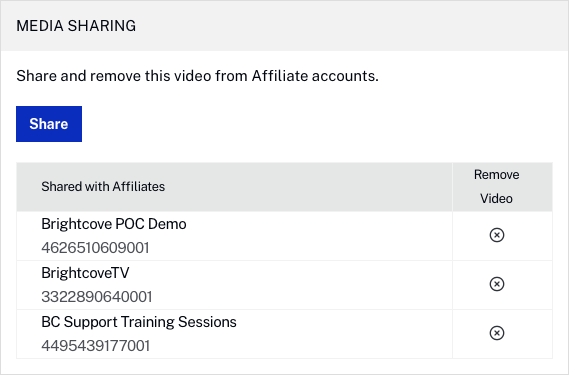 MEDIA SHARING
Share and remove this video from Affiliate accounts.
Share
Shared with Affiliates
Remove
Video
Brightcove POC Demo
4626510609001
BrightcoveTV
3322890640001
BC Support Training Sessions
4495439177001